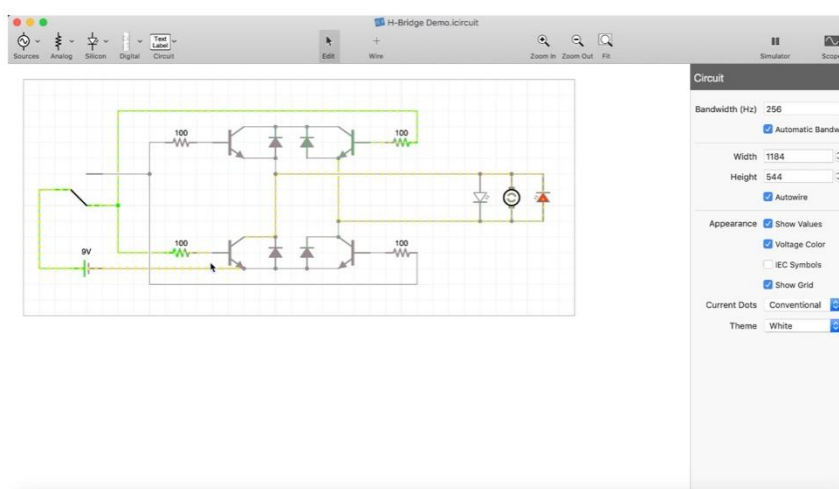 H-Bridge Demo.icircuit
Sources Analog Silicon Digital Text Label Circuit Edit Wire Zoom In Zoom Out Fit Simulator Scope
Circuit
Bandwidth (Hz) 256
Automatic Bandw
Width 1184
Height 544
Autowire
Appearance Show Values
Voltage Color
IEC Symbols
Show Grid
Current Dots Conventional
Theme White
100 100
9V 100 100